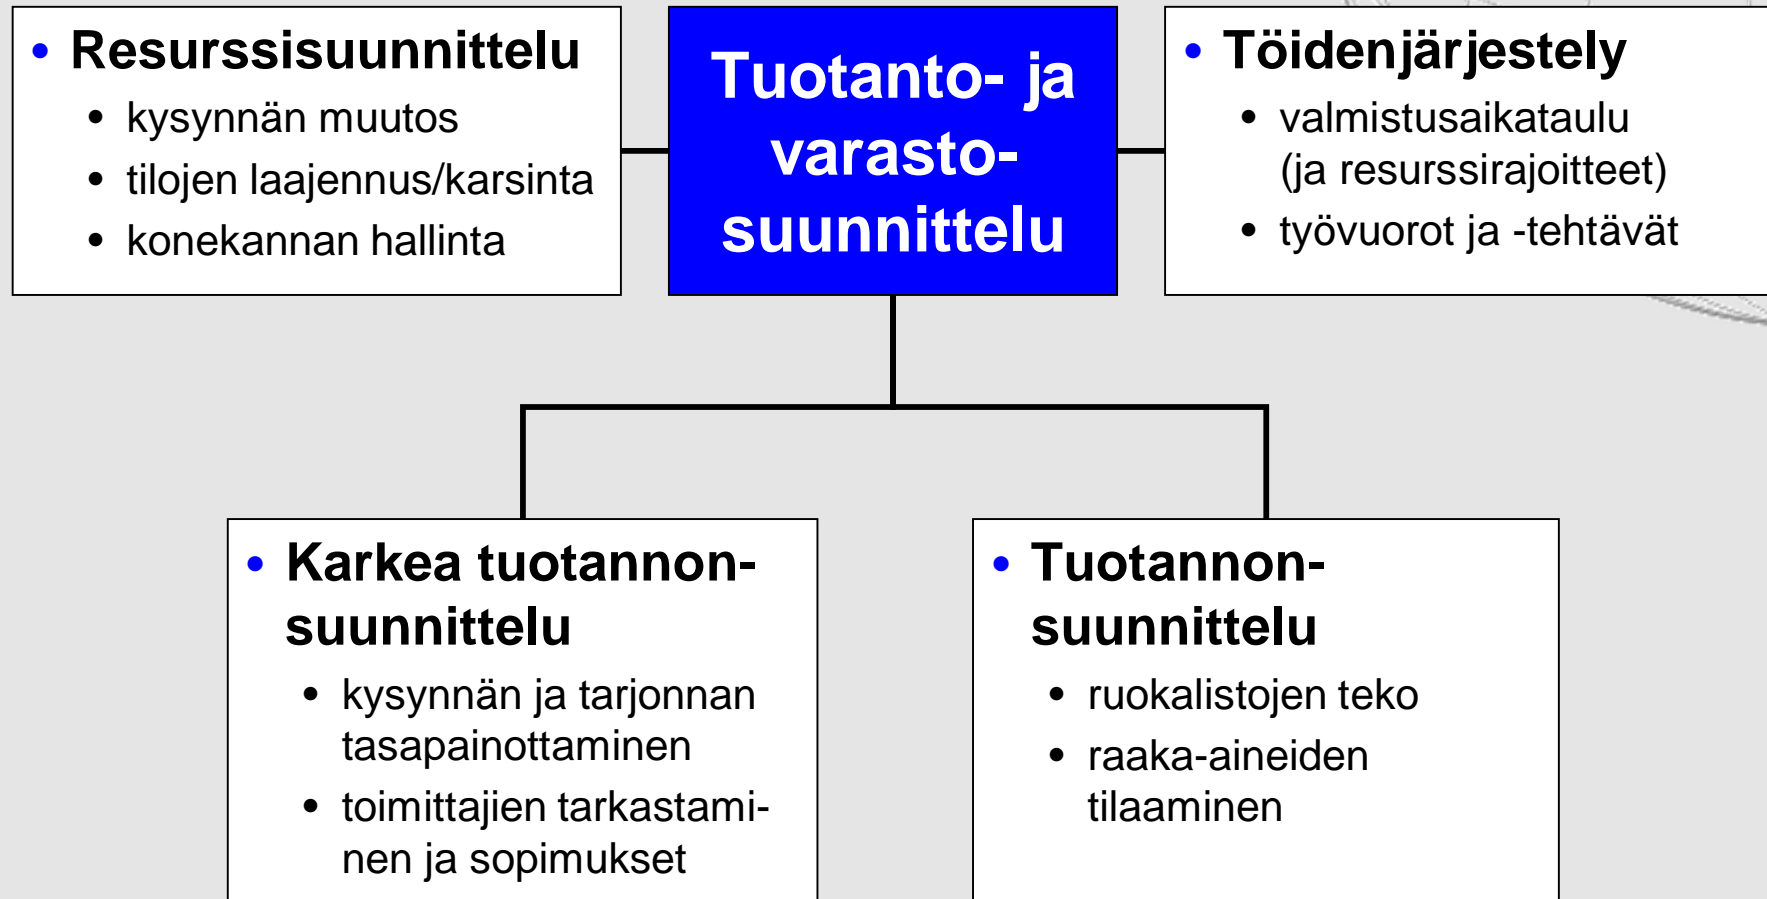 • Resurssisuunnittelu
• kysynnän muutos
• tilojen laajennus/karsinta
• konekannan hallinta
Tuotanto- ja
varasto-
suunnittelu
• Töidenjärjestely
• valmistusaikataulu
(ja resurssirajoitteet)
• työvuorot ja -tehtävät
• Karkea tuotannon-
suunnittelu
• kysynnän ja tarjonnan
tasapainottaminen
• toimittajien tarkastami-
nen ja sopimukset
• Tuotannon-
suunnittelu
• ruokalistojen teko
• raaka-aineiden
tilaaminen